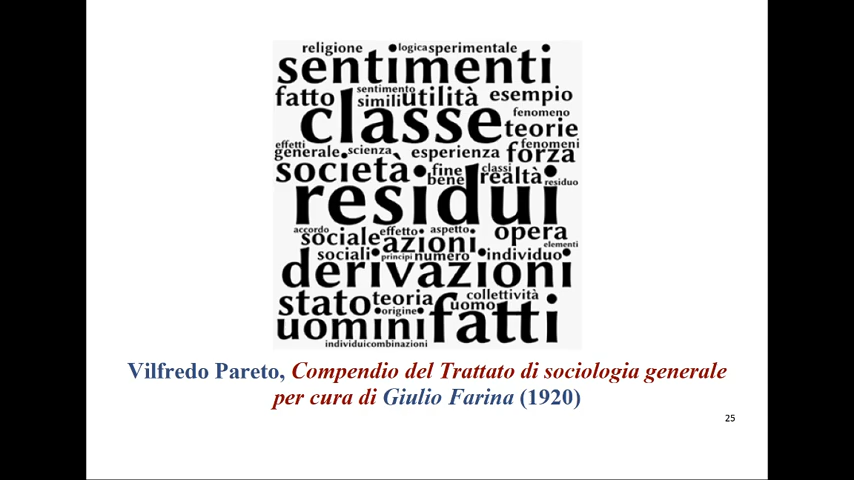 religione logica sperimentale
sentimenti
fatto sentimento simili utilità esempio
classe fenomeno
teorie
effetti fenomeni
generale scienza esperienza forza
società fine bene classi realtà residuo
residui
accordo sociale effetto azioni aspetto opera elementi
sociali principi numero individuo
derivazioni
stato teoria collettività
origine uomo
uomini fatti
individui combinazioni
Vilfredo Pareto, Compendio del Trattato di sociologia generale
per cura di Giulio Farina (1920)
25